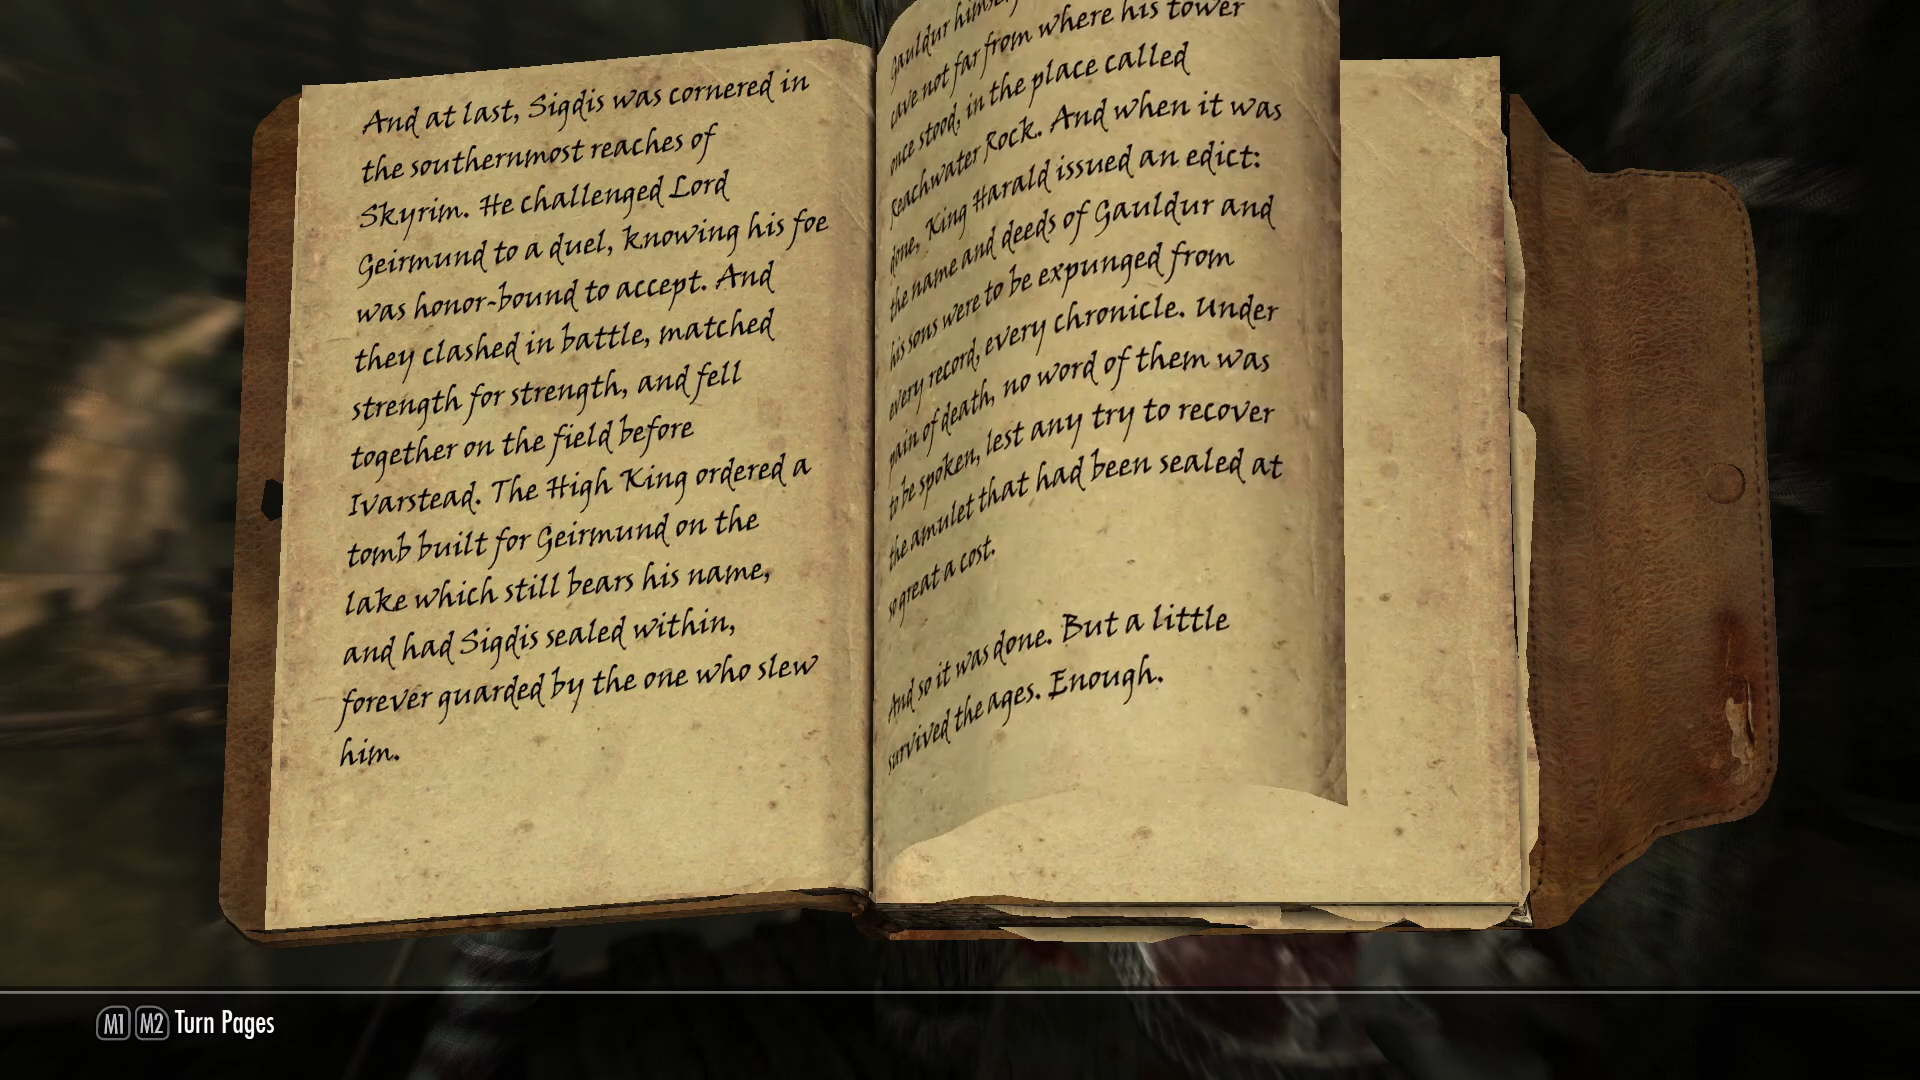 And at last, Sigdis was cornered in
the southernmost reaches of
Skyrim. He challenged Lord
Geirmund to a duel, knowing his foe
was honor-bound to accept. And
they clashed in battle, matched
strength for strength, and fell
together on the field before
Ivarstead. The High King ordered a
tomb built for Geirmund on the
lake which still bears his name,
and had Sigdis sealed within,
forever guarded by the one who slew
him.
Gauldur
cave not far from where his tower
once stood, in the place called
Reachwater Rock. And when it was
done, King Harald issued an edict:
the name and deeds of Gauldur and
his sons were to be expunged from
every record, every chronicle. Under
pain of death, no word of them was
to be spoken, lest any try to recover
the amulet that had been sealed at
so great a cost.
And so it was done. But a little
survived the ages. Enough.
M1 M2 Turn Pages